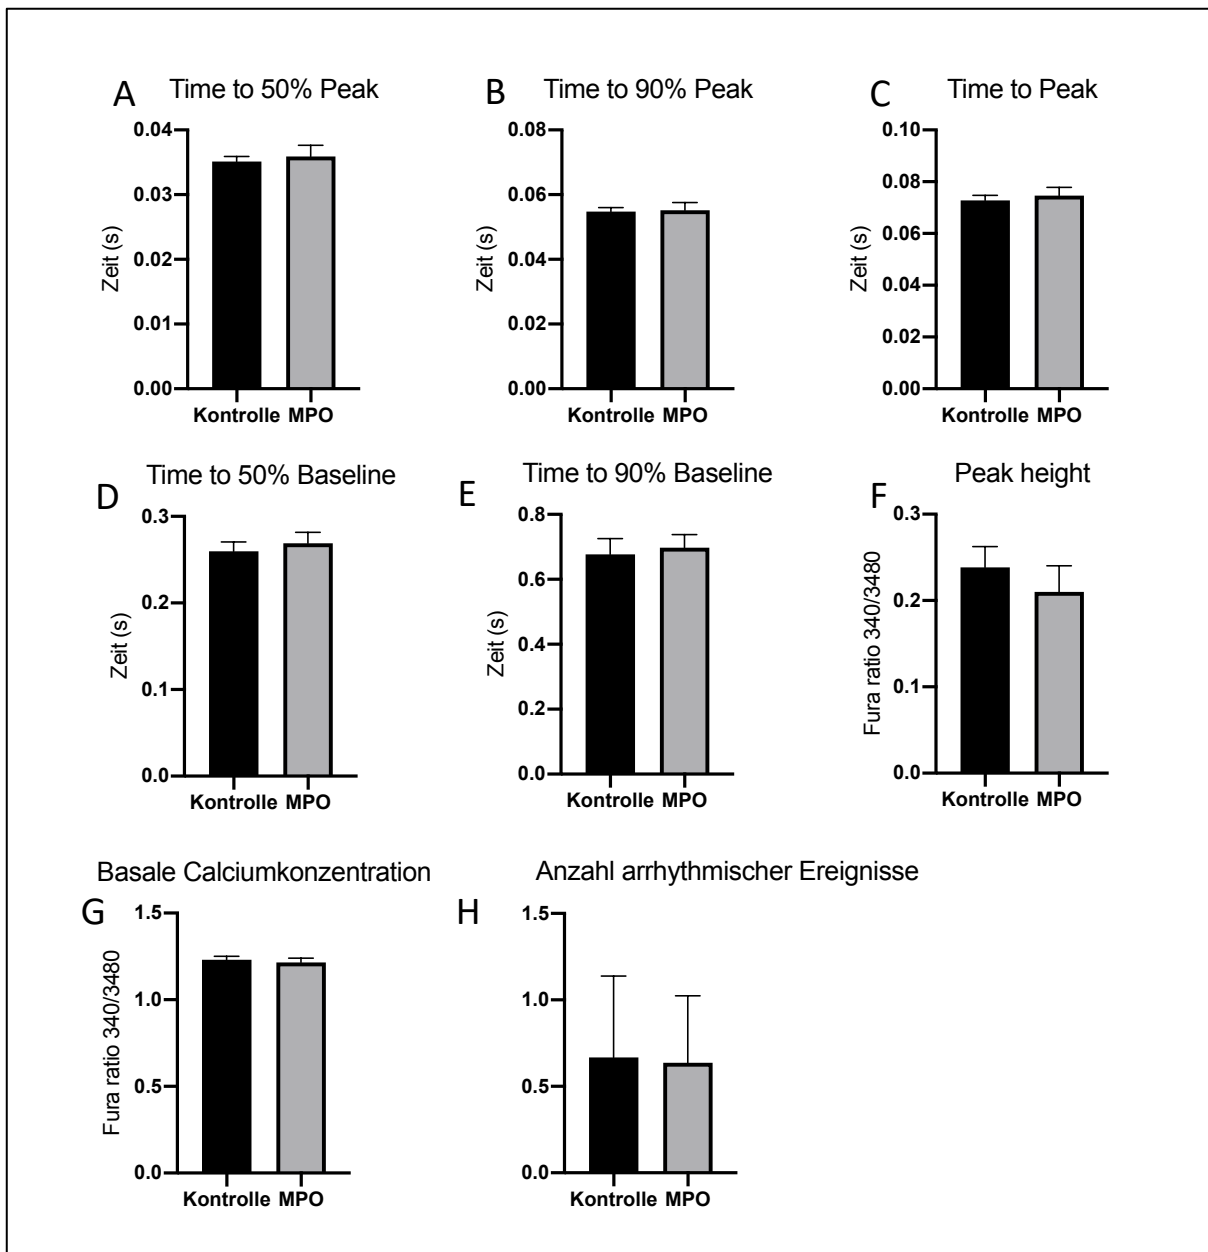 A Time to 50% Peak
0.04
0.03
0.02
0.01
0.00
Zeit (s)
Kontrolle MPO
B Time to 90% Peak
0.08
0.06
0.04
0.02
0.00
Zeit (s)
Kontrolle MPO
C Time to Peak
0.10
0.08
0.06
0.04
0.02
0.00
Zeit (s)
Kontrolle MPO
D Time to 50% Baseline
0.3
0.2
0.1
0.0
Zeit (s)
Kontrolle MPO
E Time to 90% Baseline
0.8
0.6
0.4
0.2
0.0
Zeit (s)
Kontrolle MPO
F Peak height
0.3
0.2
0.1
0.0
Fura ratio 340/3480
Kontrolle MPO
G Basale Calciumkonzentration
1.5
1.0
0.5
0.0
Fura ratio 340/3480
Kontrolle MPO
H Anzahl arrhythmischer Ereignisse
1.5
1.0
0.5
0.0
Kontrolle MPO